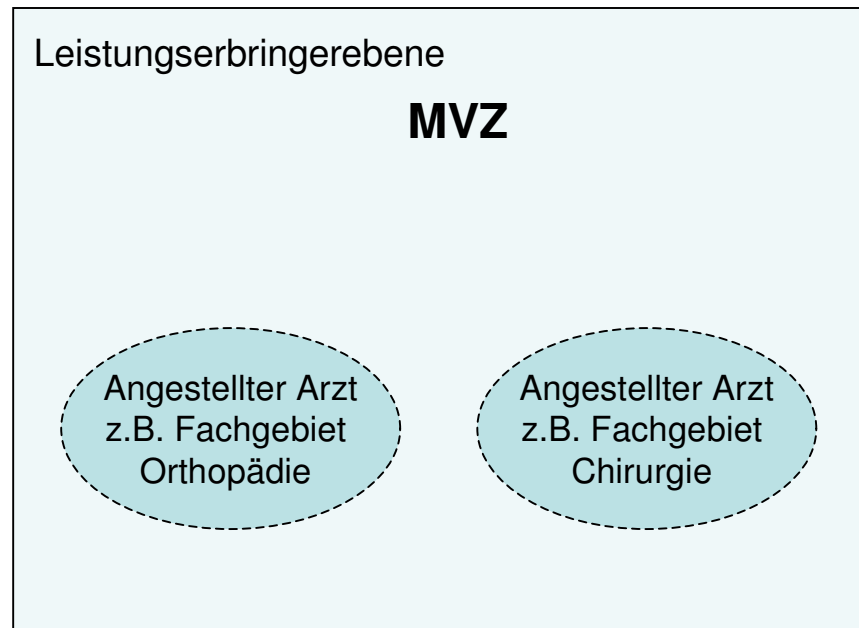 Leistungserbringerebene
MVZ
Angestellter Arzt
z.B. Fachgebiet
Orthopädie
Angestellter Arzt
z.B. Fachgebiet
Chirurgie